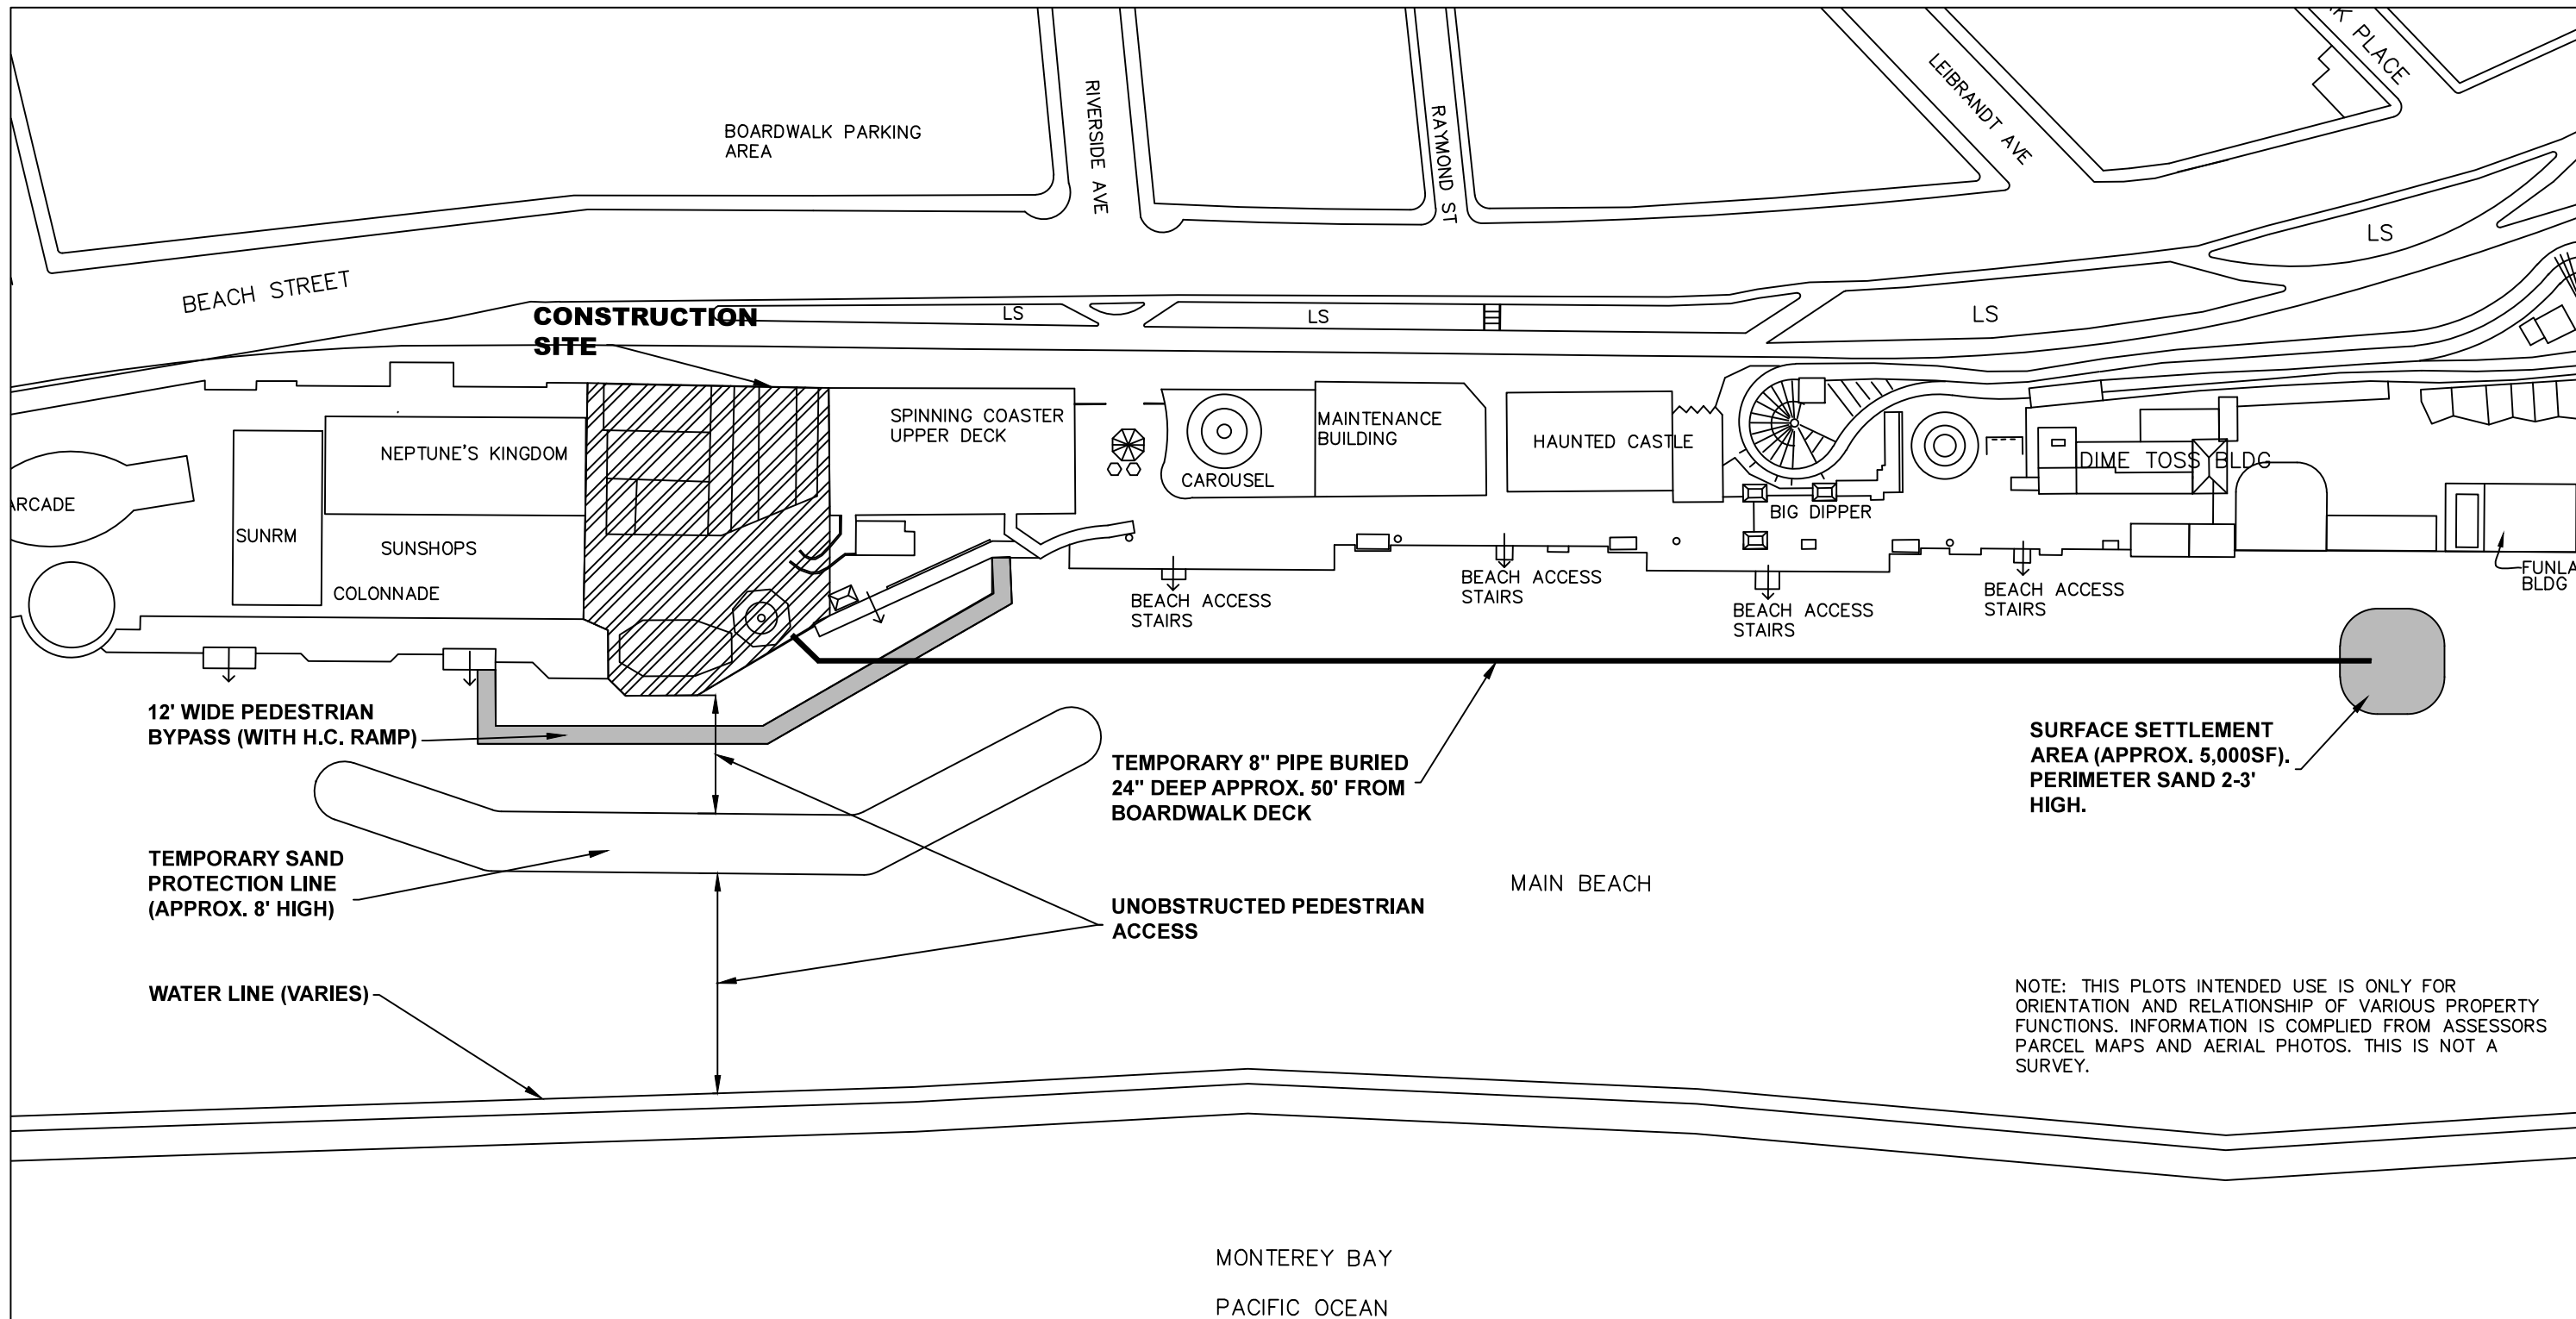 RIVERSIDE AVE
RAYMOND ST
LEIBRANDT AVE
PLACE
BOARDWALK PARKING
AREA
BEACH STREET
LS
LS
LS
LS
CONSTRUCTION
SITE
SPINNING COASTER
UPPER DECK
NEPTUNE'S KINGDOM
MAINTENANCE
BUILDING
HAUNTED CASTLE
CAROUSEL
DIME TOSS BLDG
BIG DIPPER
ARCADE
SUNRM
SUNSHOPS
COLONNADE
BEACH ACCESS
STAIRS
BEACH ACCESS
STAIRS
BEACH ACCESS
STAIRS
BEACH ACCESS
STAIRS
FUNLA
BLDG
12' WIDE PEDESTRIAN
BYPASS (WITH H.C. RAMP)
TEMPORARY 8" PIPE BURIED
24" DEEP APPROX. 50' FROM
BOARDWALK DECK
SURFACE SETTLEMENT
AREA (APPROX. 5,000SF).
PERIMETER SAND 2-3'
HIGH.
TEMPORARY SAND
PROTECTION LINE
(APPROX. 8' HIGH)
UNOBSTRUCTED PEDESTRIAN
ACCESS
MAIN BEACH
WATER LINE (VARIES)
NOTE: THIS PLOTS INTENDED USE IS ONLY FOR
ORIENTATION AND RELATIONSHIP OF VARIOUS PROPERTY
FUNCTIONS. INFORMATION IS COMPLIED FROM ASSESSORS
PARCEL MAPS AND AERIAL PHOTOS. THIS IS NOT A
SURVEY.
MONTEREY BAY
PACIFIC OCEAN